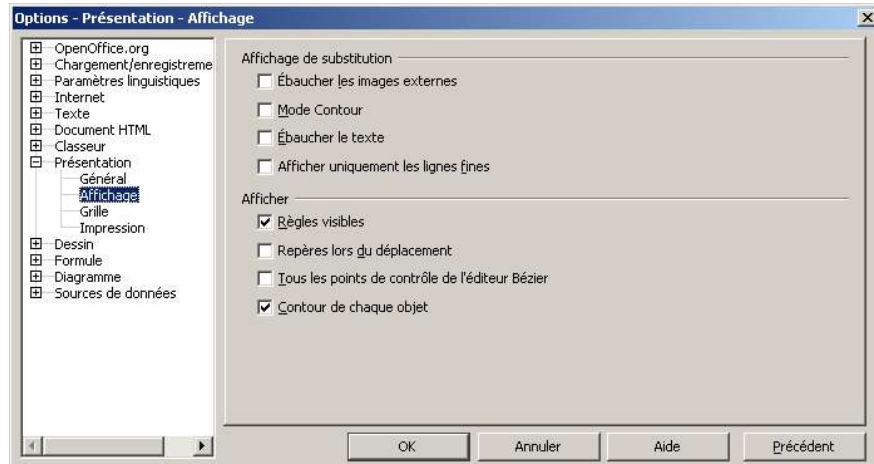 Options - Présentation - Affichage
OpenOffice.org
Chargement/enregistreme
Paramètres linguistiques
Internet
Texte
Document HTML
Classeur
Présentation
Général
Affichage
Grille
Impression
Dessin
Formule
Diagramme
Sources de données
Affichage de substitution
Ébaucher les images externes
Mode Contour
Ébaucher le texte
Afficher uniquement les lignes fines
Afficher
Règles visibles
Repères lors du déplacement
Tous les points de contrôle de l'éditeur Bézier
Contour de chaque objet
OK
Annuler
Aide
Précédent